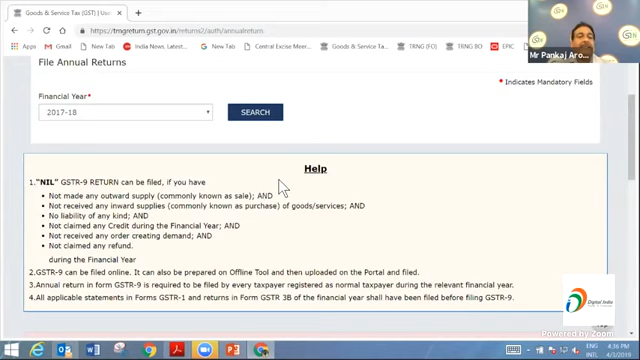 Goods & Service Tax (GST) | Use
https://trngreturn.gst.gov.in/returns2/auth/annualreturn
Apps
New Tab
India News, Latest...
New Tab
Central Excise Meer...
Goods & Service Ta...
TRNG FO
TRNG BO
EPIC
Mr Pankaj Aro...
File Annual Returns
* Indicates Mandatory Fields
Financial Year*
2017-18
SEARCH
Help
1."NIL" GSTR-9 RETURN can be filed, if you have
• Not made any outward supply (commonly known as sale); AND
• Not received any inward supplies (commonly known as purchase) of goods/services; AND
• No liability of any kind; AND
• Not claimed any Credit during the Financial Year; AND
• Not received any order creating demand; AND
• Not claimed any refund.
during the Financial Year
2.GSTR-9 can be filed online. It can also be prepared on Offline Tool and then uploaded on the Portal and filed.
3.Annual return in form GSTR-9 is required to be filed by every taxpayer registered as normal taxpayer during the relevant financial year.
4.All applicable statements in Forms GSTR-1 and returns in Form GSTR 3B of the financial year shall have been filed before filing GSTR-9.
Digital India
Powered by Zoom
ENG
INTL
4:36 PM
4/3/2019